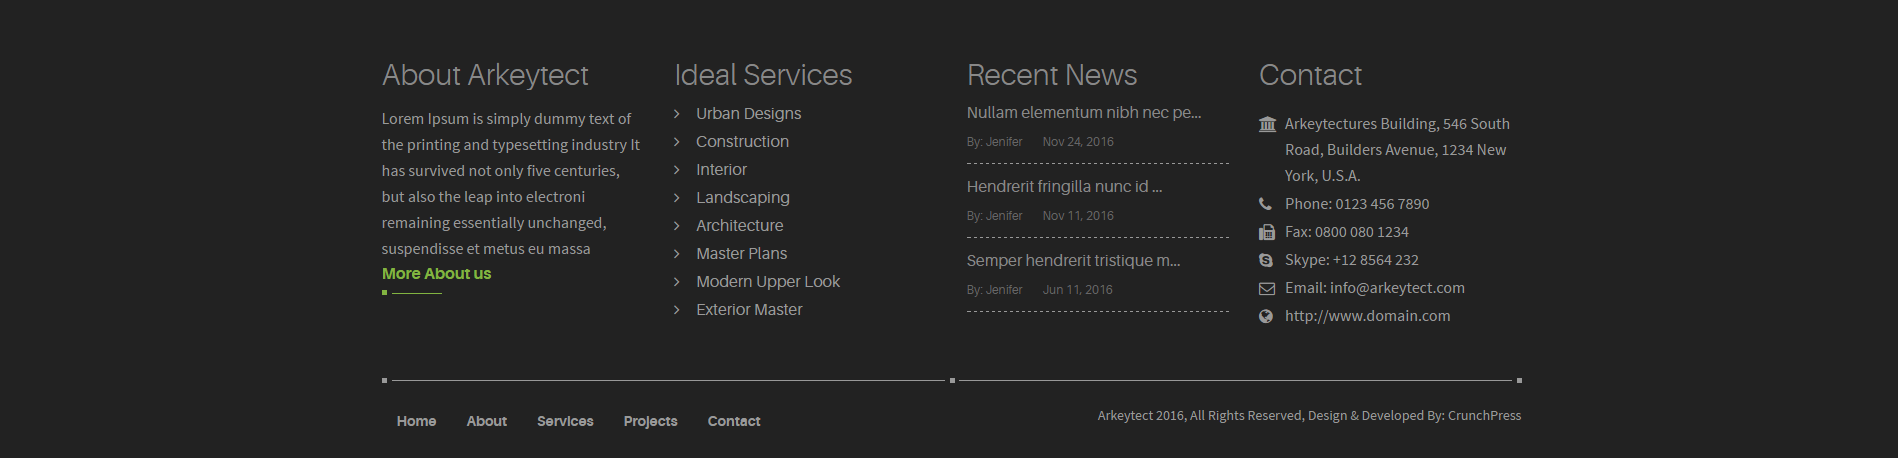 About Arkeytect
Lorem Ipsum is simply dummy text of
the printing and typesetting industry It
has survived not only five centuries,
but also the leap into electroni
remaining essentially unchanged,
suspendisse et metus eu massa
More About us
Ideal Services
Urban Designs
Construction
Interior
Landscaping
Architecture
Master Plans
Modern Upper Look
Exterior Master
Recent News
Nullam elementum nibh nec pe...
By: Jenifer Nov 24, 2016
Hendrerit fringilla nunc id ...
By: Jenifer Nov 11, 2016
Semper hendrerit tristique m...
By: Jenifer Jun 11, 2016
Contact
Arkeytectures Building, 546 South
Road, Builders Avenue, 1234 New
York, U.S.A.
Phone: 0123 456 7890
Fax: 0800 080 1234
Skype: +12 8564 232
Email: info@arkeytect.com
http://www.domain.com
Home About Services Projects Contact
Arkeytect 2016, All Rights Reserved, Design & Developed By: CrunchPress